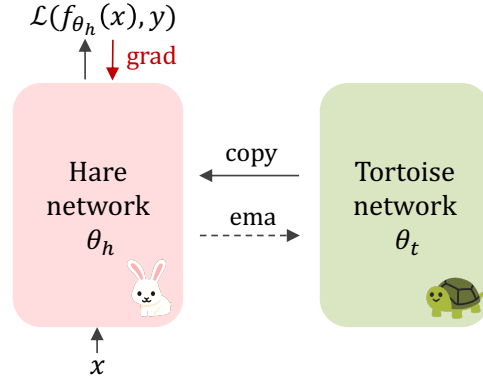 ℒ(f_{θ_h}(x), y)
grad
Hare
network
θ_h
copy
ema
Tortoise
network
θ_t
x